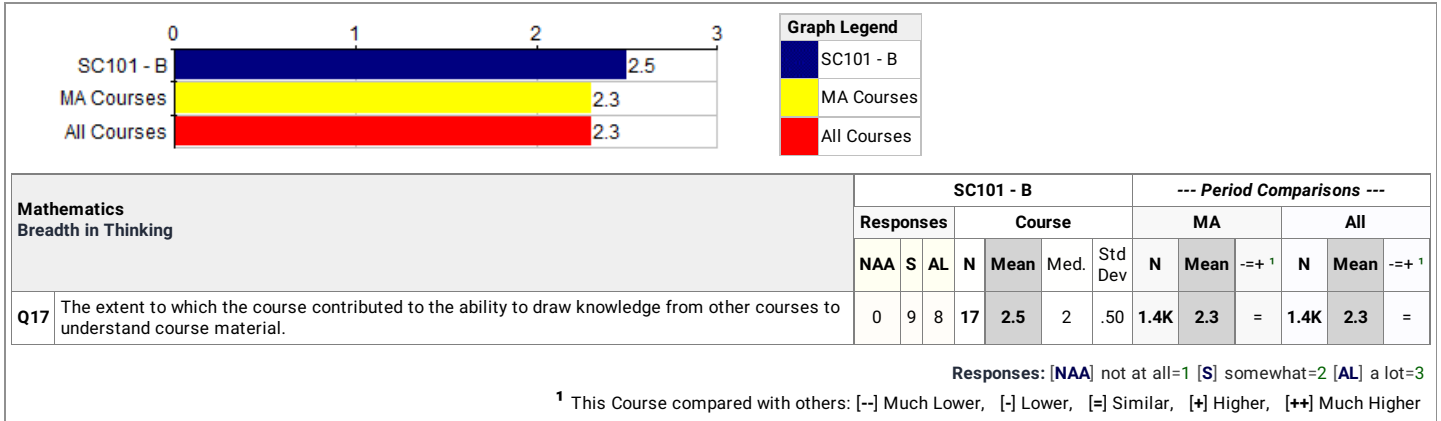 0 1 2 3
SC101 - B 2.5
MA Courses 2.3
All Courses 2.3
Graph Legend
SC101 - B
MA Courses
All Courses
Mathematics
Breadth in Thinking
SC101 - B --- Period Comparisons ---
Responses Course MA All
NAA S AL N Mean Med. Std Dev N Mean -=+ ¹ N Mean -=+ ¹
Q17 The extent to which the course contributed to the ability to draw knowledge from other courses to
understand course material.
0 9 8 17 2.5 2 .50 1.4K 2.3 = 1.4K 2.3 =
Responses: [NAA] not at all=1 [S] somewhat=2 [AL] a lot=3
¹ This Course compared with others: [--] Much Lower, [-] Lower, [=] Similar, [+] Higher, [++] Much Higher